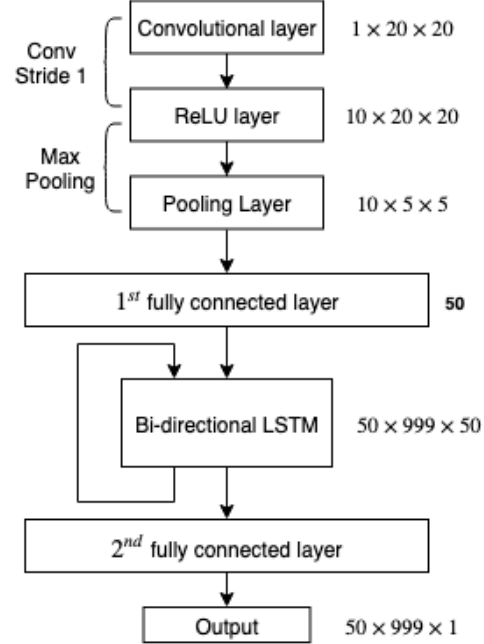 Convolutional layer 1 × 20 × 20
Conv
Stride 1
ReLU layer 10 × 20 × 20
Max
Pooling
Pooling Layer 10 × 5 × 5
1st fully connected layer 50
Bi-directional LSTM 50 × 999 × 50
2nd fully connected layer
Output 50 × 999 × 1